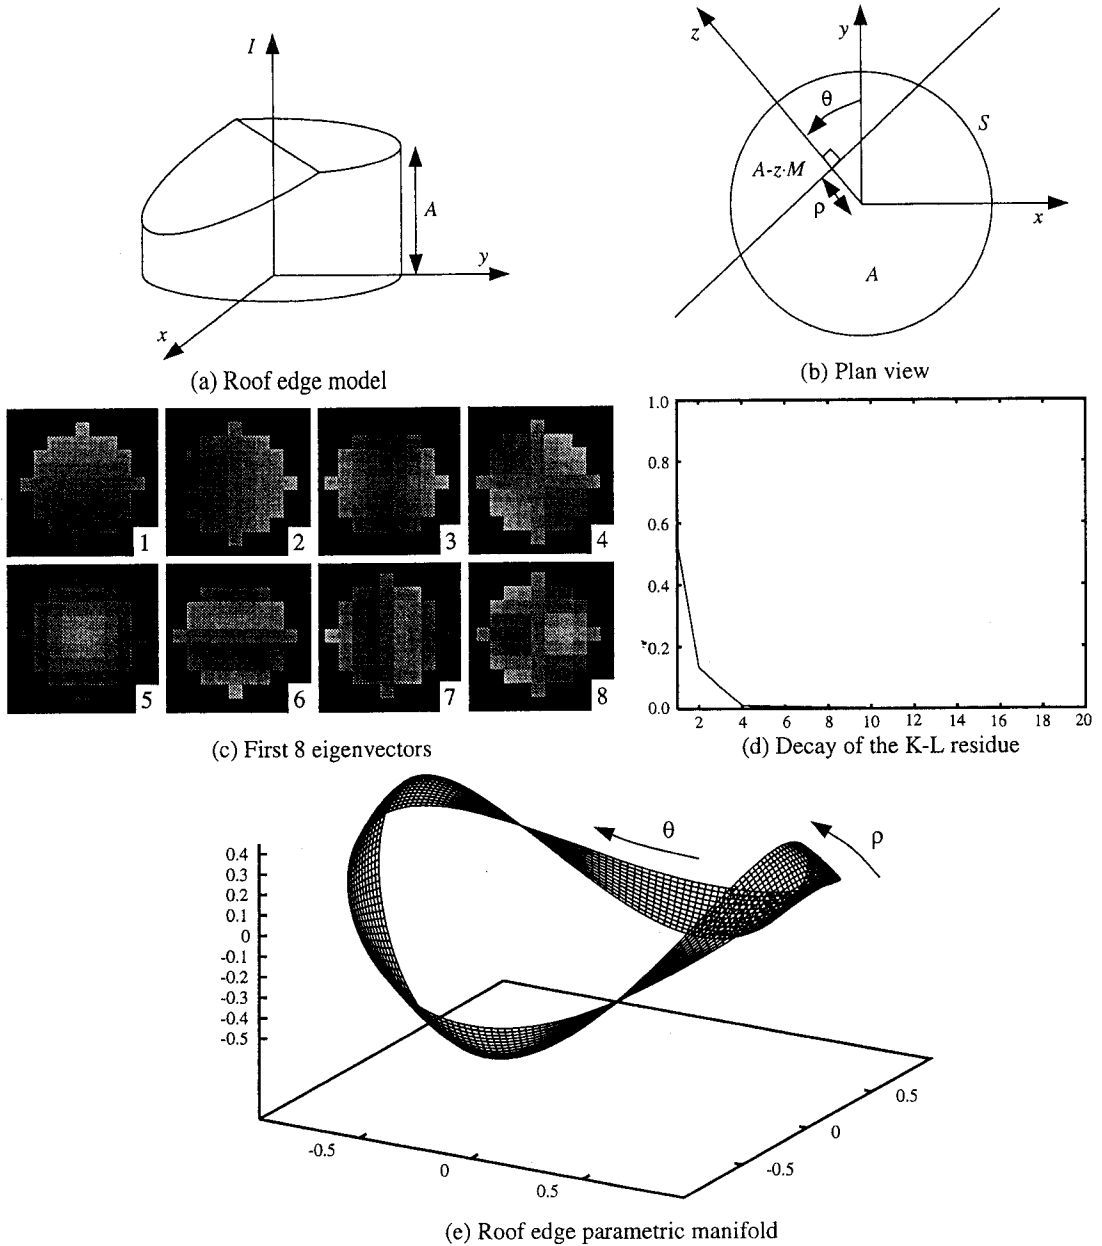 I
A
y
x
(a) Roof edge model
z
y
θ
S
A-z·M
ρ
x
A
(b) Plan view
1 2 3 4
5 6 7 8
(c) First 8 eigenvectors
1.0
0.8
0.6
0.4
0.2
0.0
2 4 6 8 10 12 14 16 18 20
(d) Decay of the K-L residue
θ
ρ
0.4
0.3
0.2
0.1
0
-0.1
-0.2
-0.3
-0.4
-0.5
-0.5 0 0.5
-0.5 0 0.5
(e) Roof edge parametric manifold